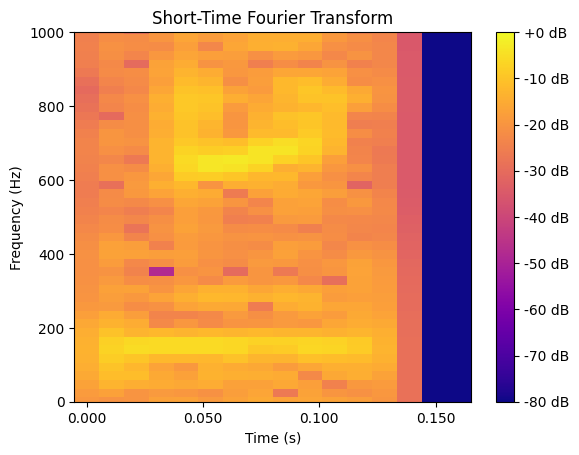 Short-Time Fourier Transform
1000
800
600
400
200
0
Frequency (Hz)
0.000
0.050
0.100
0.150
Time (s)
+0 dB
-10 dB
-20 dB
-30 dB
-40 dB
-50 dB
-60 dB
-70 dB
-80 dB